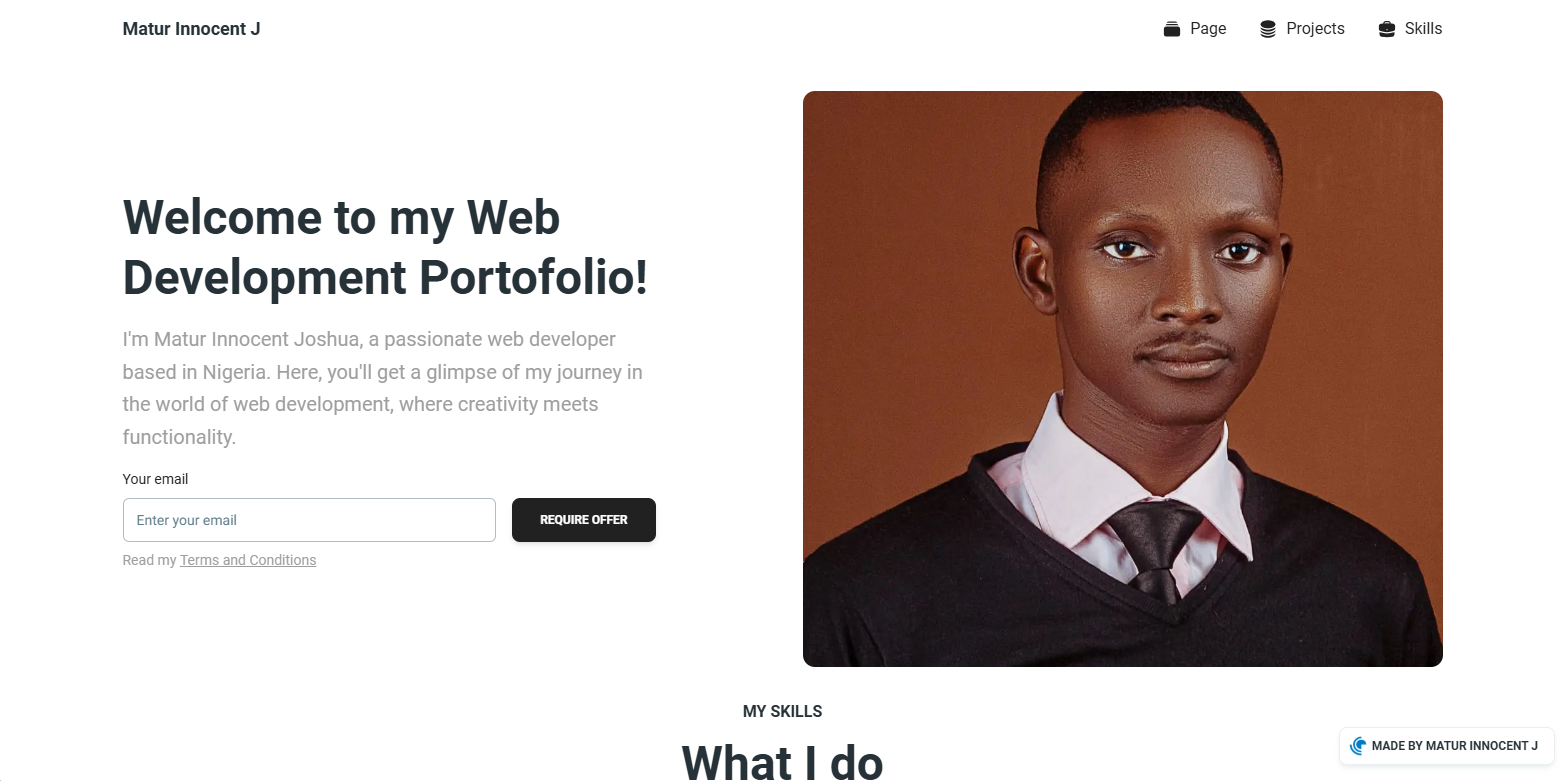 Matur Innocent J
Page
Projects
Skills
Welcome to my Web
Development Portofolio!
I'm Matur Innocent Joshua, a passionate web developer
based in Nigeria. Here, you'll get a glimpse of my journey in
the world of web development, where creativity meets
functionality.
Your email
Enter your email
REQUIRE OFFER
Read my Terms and Conditions
MY SKILLS
What I do
MADE BY MATUR INNOCENT J